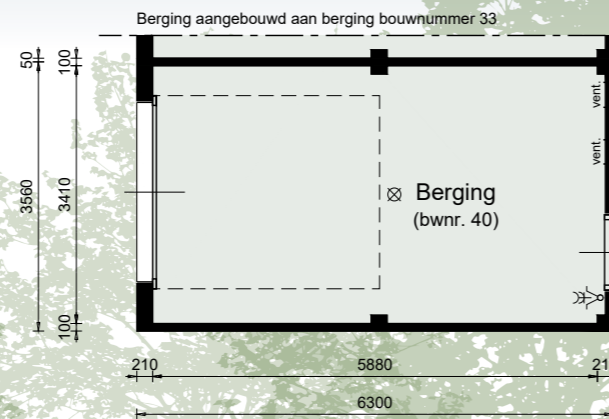 Berging aangebouwd aan berging bouwnummer 33
50
100
vent.
3560
3410
vent.
Berging
(bwnr. 40)
100
210
5880
21
6300